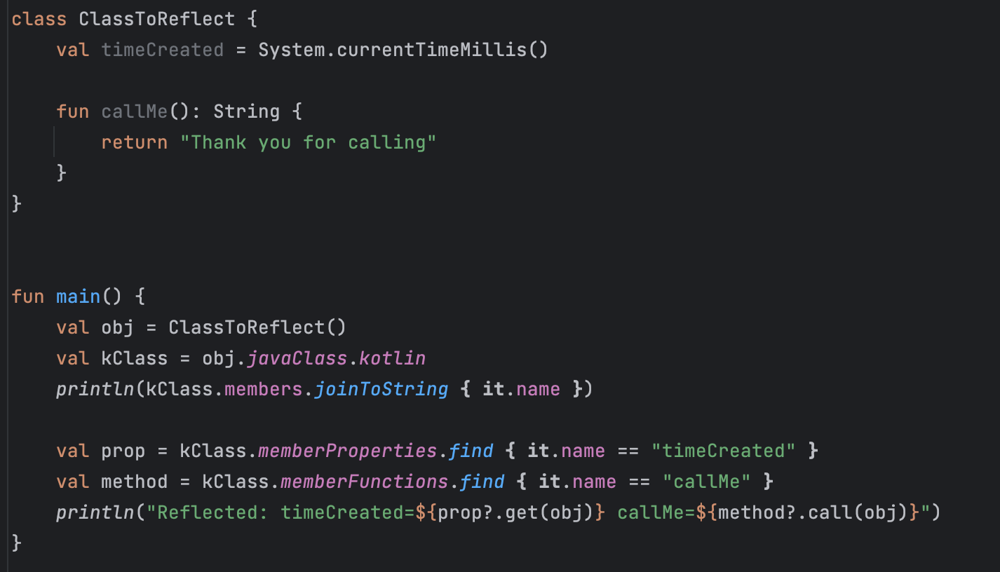 class ClassToReflect {
    val timeCreated = System.currentTimeMillis()
    fun callMe(): String {
        return "Thank you for calling"
    }
}
fun main() {
    val obj = ClassToReflect()
    val kClass = obj.javaClass.kotlin
    println(kClass.members.joinToString { it.name })
    val prop = kClass.memberProperties.find { it.name == "timeCreated" }
    val method = kClass.memberFunctions.find { it.name == "callMe" }
    println("Reflected: timeCreated=${prop?.get(obj)} callMe=${method?.call(obj)}")
}